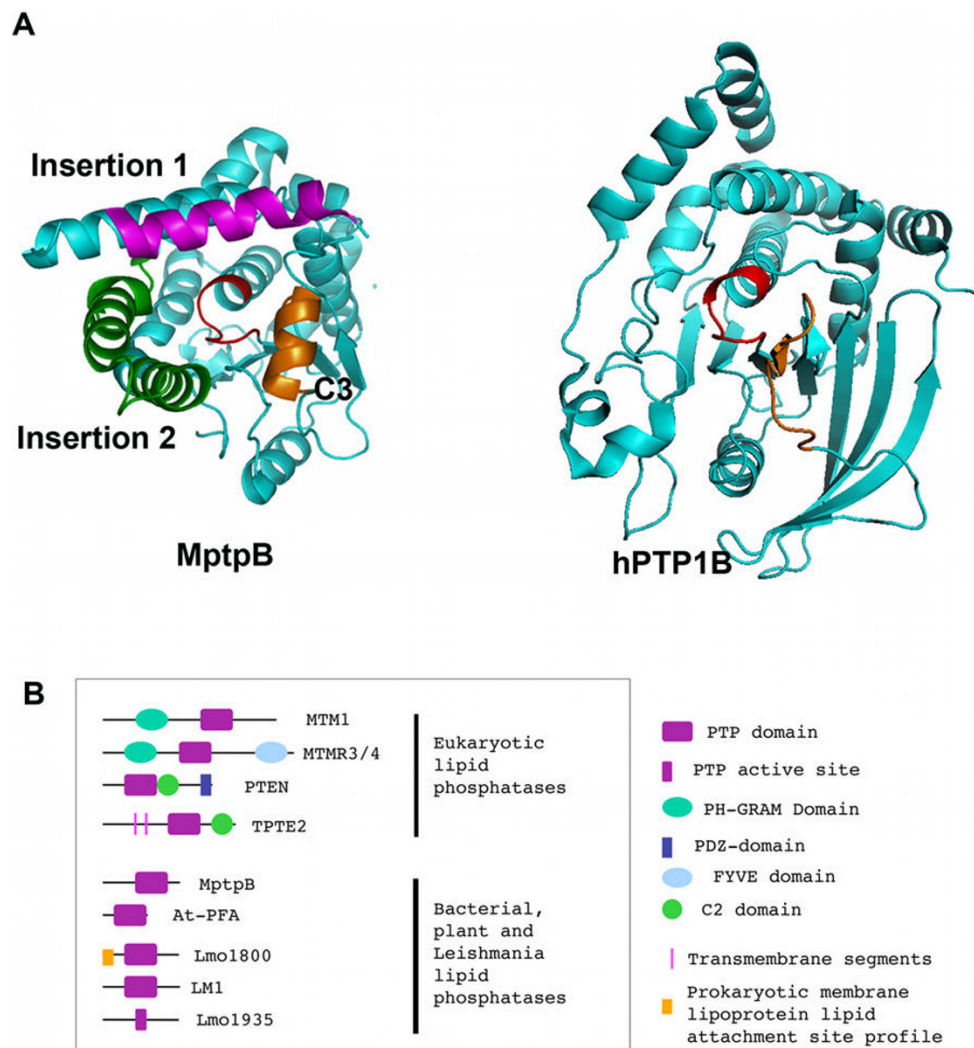 A
Insertion 1
C3
Insertion 2
MptpB
hPTP1B
B
MTM1
MTMR3/4
PTEN
TPTE2
Eukaryotic
lipid
phosphatases
MptpB
At-PFA
Lmo1800
LM1
Lmo1935
Bacterial,
plant and
Leishmania
lipid
phosphatases
PTP domain
PTP active site
PH-GRAM Domain
PDZ-domain
FYVE domain
C2 domain
Transmembrane segments
Prokaryotic membrane
lipoprotein lipid
attachment site profile